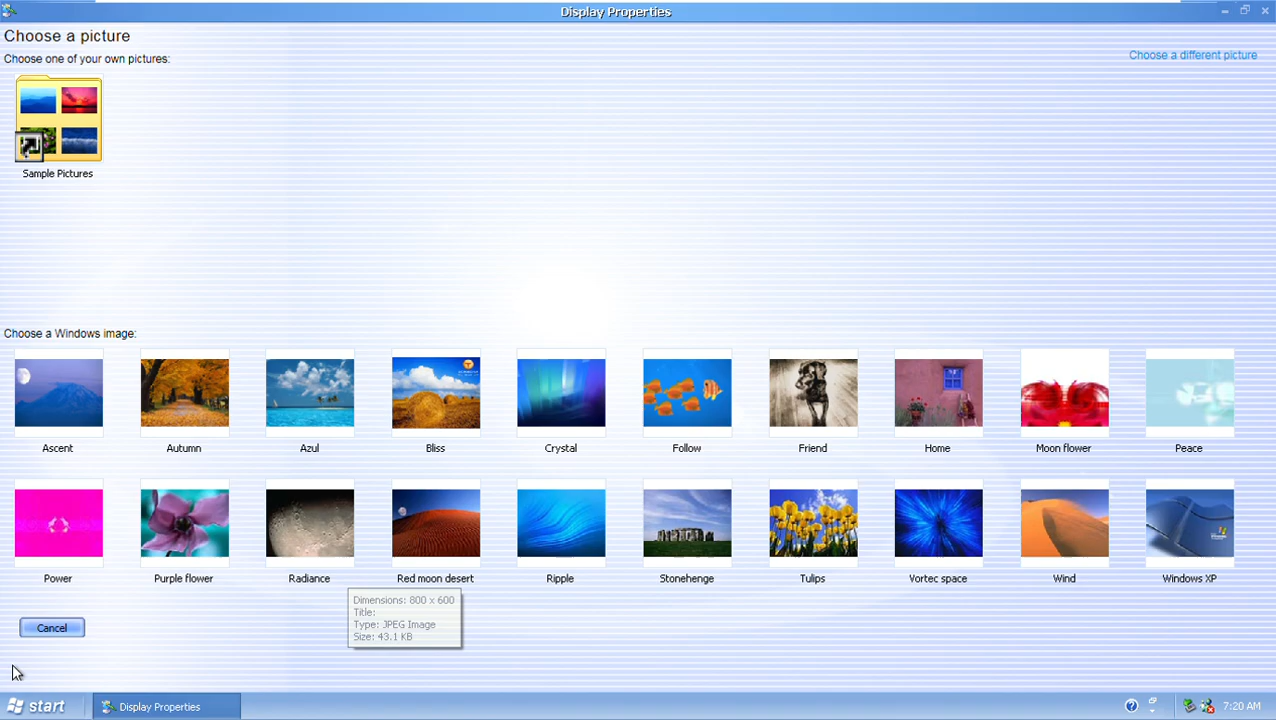 Display Properties
Choose a picture
Choose one of your own pictures:
Choose a different picture
Sample Pictures
Choose a Windows image:
Ascent
Autumn
Azul
Bliss
Crystal
Follow
Friend
Home
Moon flower
Peace
Power
Purple flower
Radiance
Red moon desert
Ripple
Stonehenge
Tulips
Vortec space
Wind
Windows XP
Dimensions: 800 x 600
Title:
Type: JPEG Image
Size: 43.1 KB
Cancel
start
Display Properties
7:20 AM